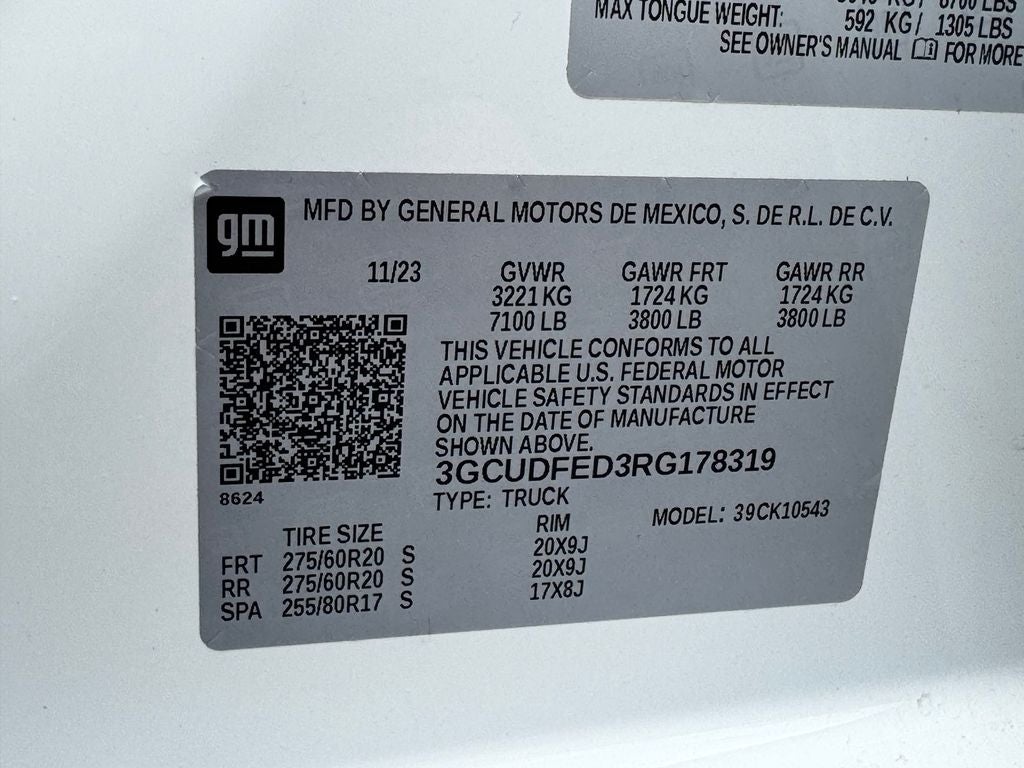 KG / 8700 LBS
MAX TONGUE WEIGHT: 592 KG / 1305 LBS
SEE OWNER'S MANUAL FOR MORE
gm
MFD BY GENERAL MOTORS DE MEXICO, S. DE R.L. DE C.V.
11/23 GVWR GAWR FRT GAWR RR
3221 KG 1724 KG 1724 KG
7100 LB 3800 LB 3800 LB
THIS VEHICLE CONFORMS TO ALL
APPLICABLE U.S. FEDERAL MOTOR
VEHICLE SAFETY STANDARDS IN EFFECT
ON THE DATE OF MANUFACTURE
SHOWN ABOVE.
3GCUDFED3RG178319
8624
TYPE: TRUCK MODEL: 39CK10543
TIRE SIZE RIM
FRT 275/60R20 S 20X9J
RR 275/60R20 S 20X9J
SPA 255/80R17 S 17X8J